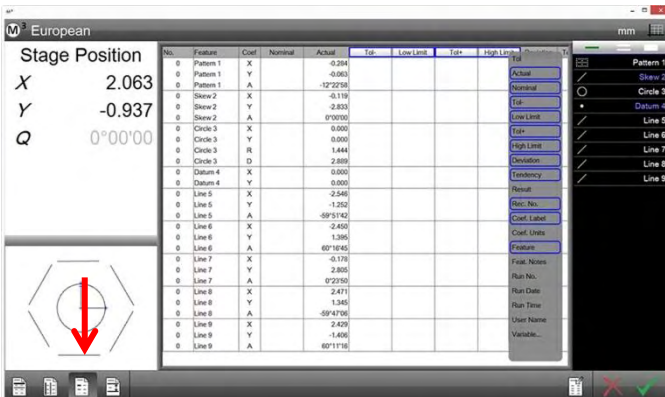 M³
M³ European mm
Stage Position
X 2.063
Y -0.937
Q 0°00'00
No. Feature Coef Nominal Actual Tol- Low Limit Tol+ High Limit Deviation
0 Pattern 1 X -0.284
0 Pattern 1 Y -0.063
0 Pattern 1 A -12°22'58
0 Skew 2 X -0.119
0 Skew 2 Y -2.833
0 Skew 2 A 0°00'00
0 Circle 3 X 0.000
0 Circle 3 Y 0.000
0 Circle 3 R 1.444
0 Circle 3 D 2.889
0 Datum 4 X 0.000
0 Datum 4 Y 0.000
0 Line 5 X -2.546
0 Line 5 Y -1.252
0 Line 5 A -59°51'42
0 Line 6 X -2.450
0 Line 6 Y 1.395
0 Line 6 A 60°16'45
0 Line 7 X -0.178
0 Line 7 Y 2.805
0 Line 7 A 0°23'50
0 Line 8 X 2.471
0 Line 8 Y 1.345
0 Line 8 A -59°47'06
0 Line 9 X 2.429
0 Line 9 Y -1.406
0 Line 9 A 60°11'16
Tol
Actual
Nominal
Tol-
Low Limit
Tol+
High Limit
Deviation
Tendency
Result
Rec. No.
Coef. Label
Coef. Units
Feature
Feat. Notes
Run No.
Run Date
Run Time
User Name
Variable...
Pattern 1
Skew 2
Circle 3
Datum 4
Line 5
Line 6
Line 7
Line 8
Line 9